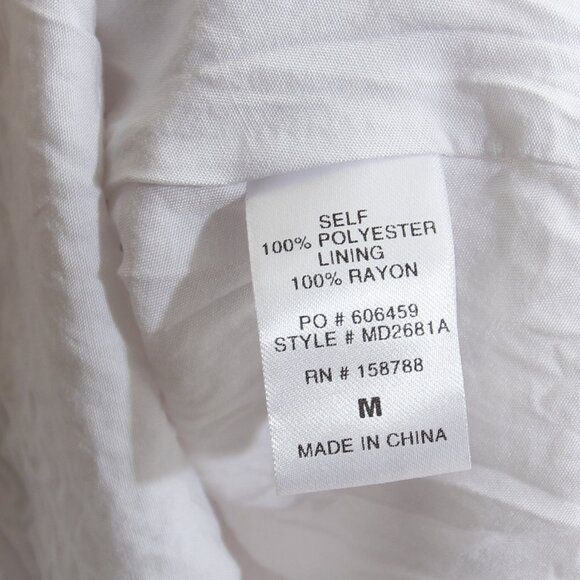 SELF
100% POLYESTER
LINING
100% RAYON
PO # 606459
STYLE # MD2681A
RN # 158788
M
MADE IN CHINA